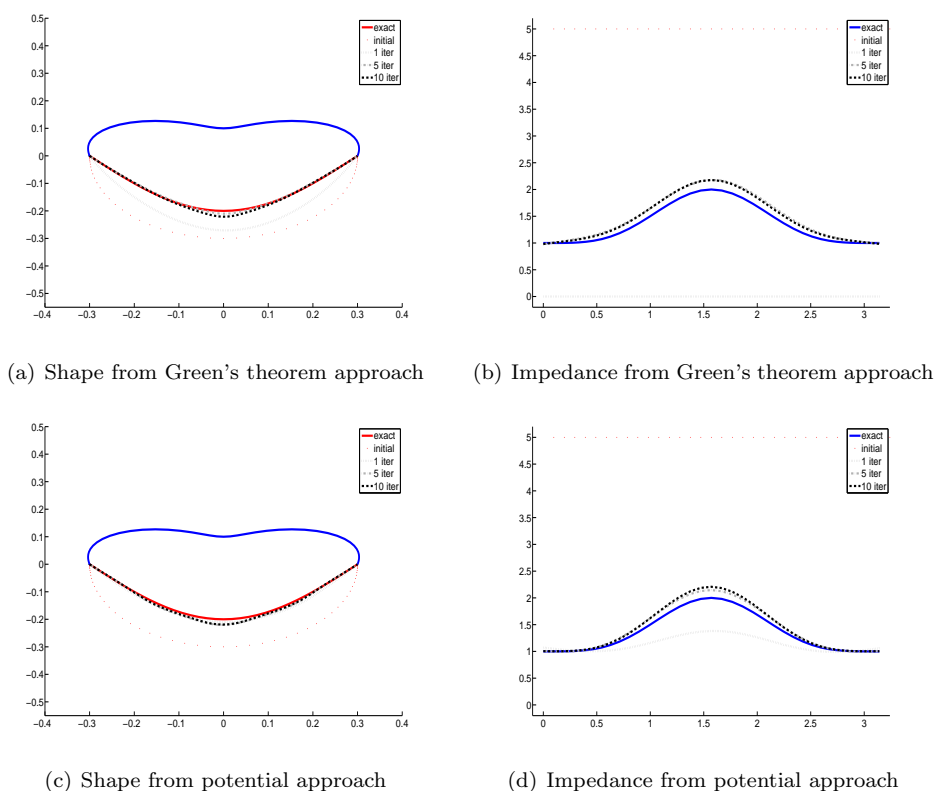 0.5
0.4
0.3
0.2
0.1
0
−0.1
−0.2
−0.3
−0.4
−0.5
−0.4 −0.3 −0.2 −0.1 0 0.1 0.2 0.3 0.4
exact
initial
1 iter
5 iter
10 iter
5
4.5
4
3.5
3
2.5
2
1.5
1
0.5
0
0 0.5 1 1.5 2 2.5 3
exact
initial
1 iter
5 iter
10 iter
(a) Shape from Green's theorem approach
(b) Impedance from Green's theorem approach
0.5
0.4
0.3
0.2
0.1
0
−0.1
−0.2
−0.3
−0.4
−0.5
−0.4 −0.3 −0.2 −0.1 0 0.1 0.2 0.3 0.4
exact
initial
1 iter
5 iter
10 iter
5
4.5
4
3.5
3
2.5
2
1.5
1
0.5
0
0 0.5 1 1.5 2 2.5 3
exact
initial
1 iter
5 iter
10 iter
(c) Shape from potential approach
(d) Impedance from potential approach